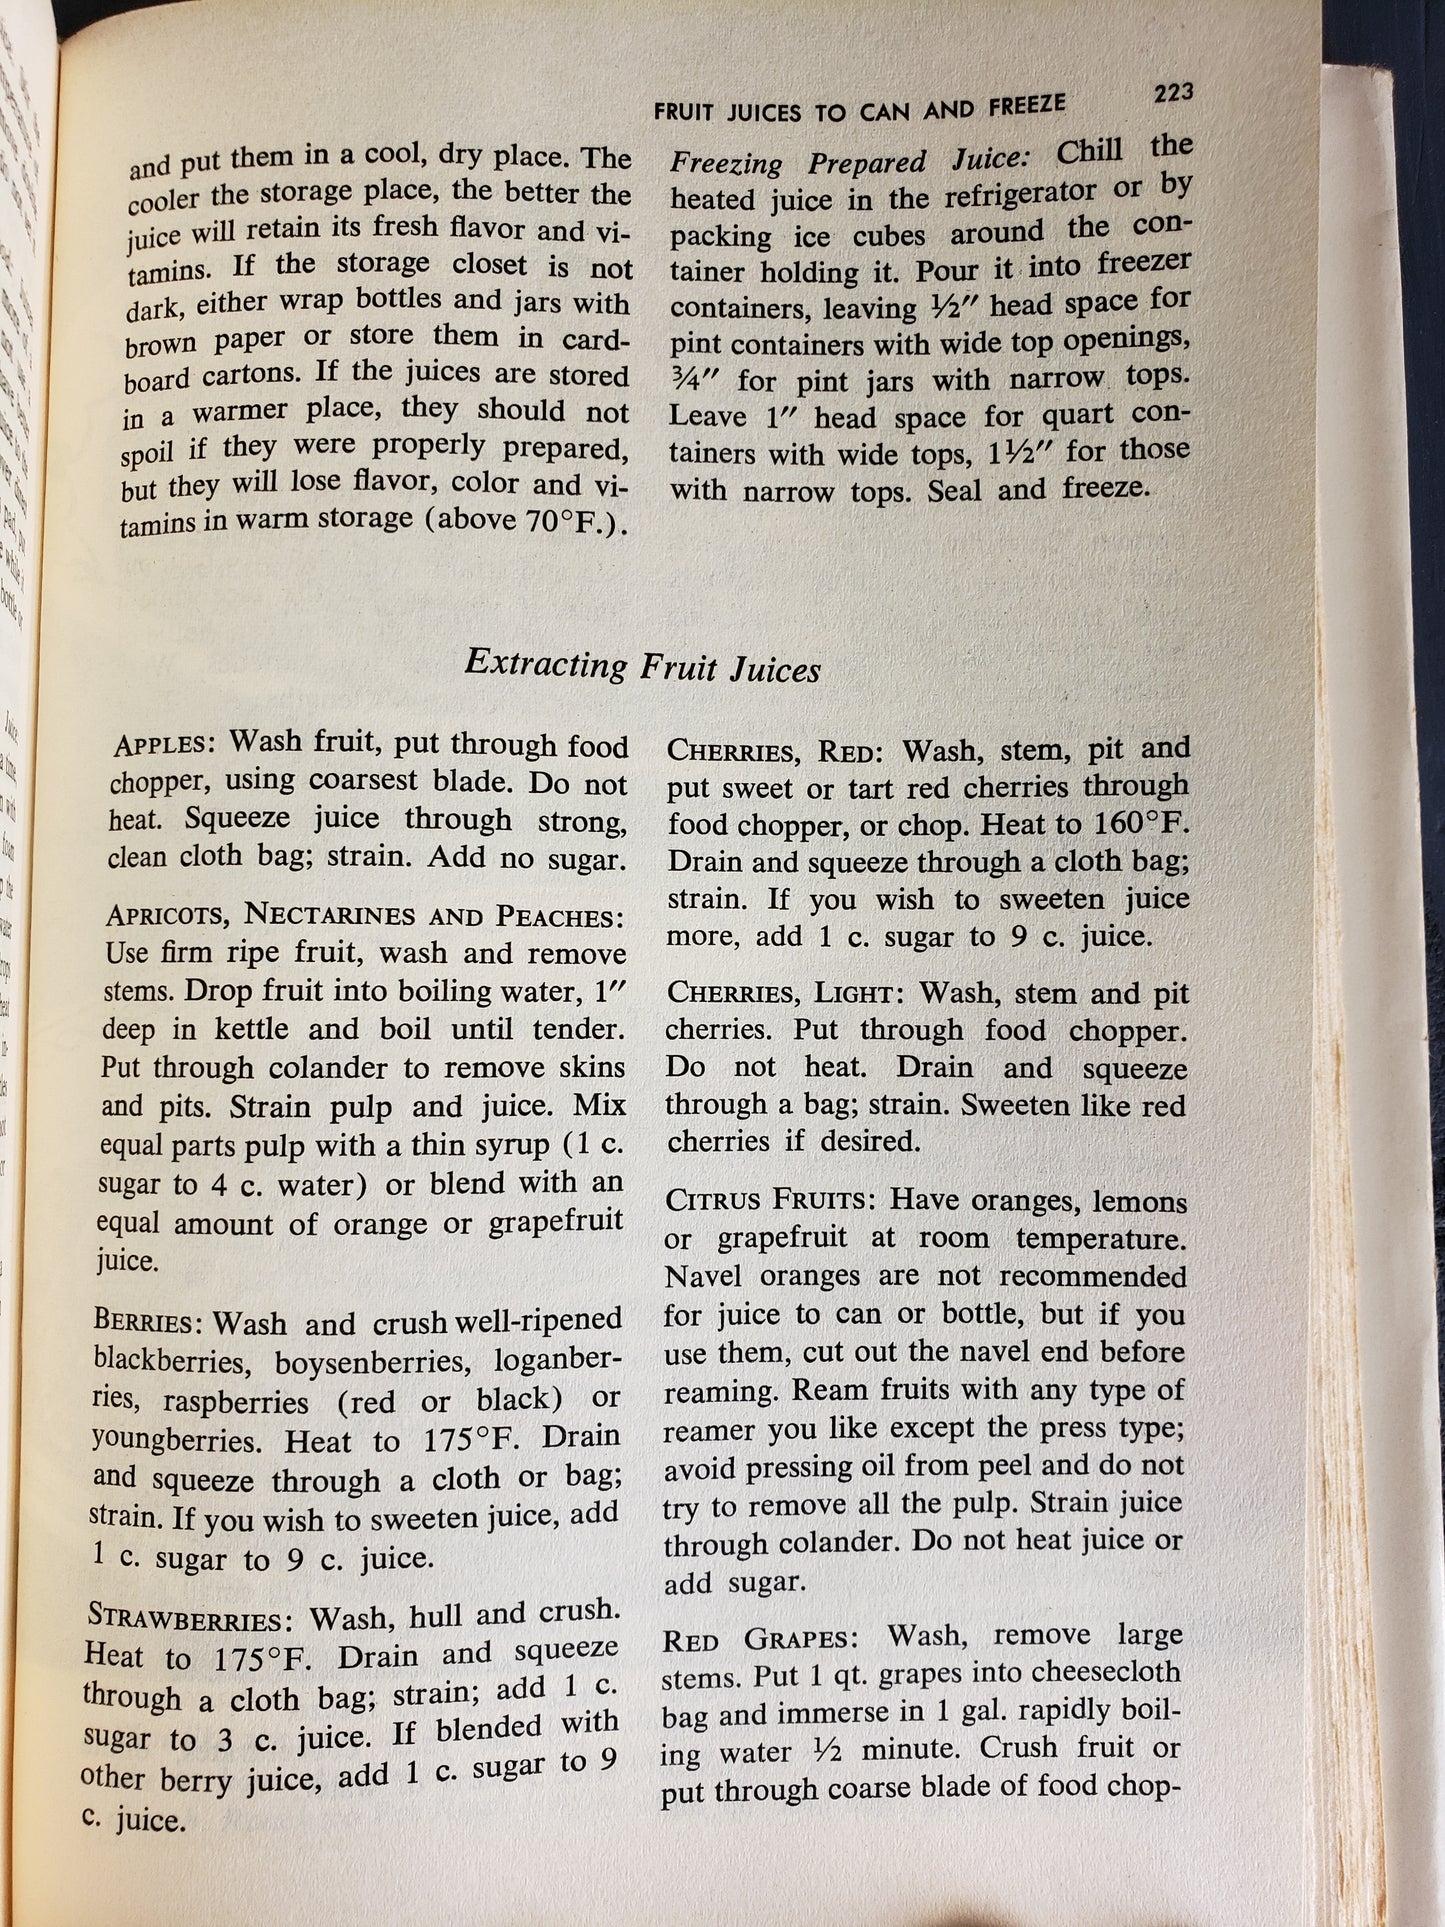 FRUIT JUICES TO CAN AND FREEZE 223
and put them in a cool, dry place. The
cooler the storage place, the better the
juice will retain its fresh flavor and vi-
tamins. If the storage closet is not
dark, either wrap bottles and jars with
brown paper or store them in card-
board cartons. If the juices are stored
in a warmer place, they should not
spoil if they were properly prepared,
but they will lose flavor, color and vi-
tamins in warm storage (above 70°F.).
Freezing Prepared Juice: Chill the
heated juice in the refrigerator or by
packing ice cubes around the con-
tainer holding it. Pour it into freezer
containers, leaving ½″ head space for
pint containers with wide top openings,
¾″ for pint jars with narrow tops.
Leave 1″ head space for quart con-
tainers with wide tops, 1½″ for those
with narrow tops. Seal and freeze.
Extracting Fruit Juices
APPLES: Wash fruit, put through food
chopper, using coarsest blade. Do not
heat. Squeeze juice through strong,
clean cloth bag; strain. Add no sugar.
APRICOTS, NECTARINES AND PEACHES:
Use firm ripe fruit, wash and remove
stems. Drop fruit into boiling water, 1″
deep in kettle and boil until tender.
Put through colander to remove skins
and pits. Strain pulp and juice. Mix
equal parts pulp with a thin syrup (1 c.
sugar to 4 c. water) or blend with an
equal amount of orange or grapefruit
juice.
BERRIES: Wash and crush well-ripened
blackberries, boysenberries, loganber-
ries, raspberries (red or black) or
youngberries. Heat to 175°F. Drain
and squeeze through a cloth or bag;
strain. If you wish to sweeten juice, add
1 c. sugar to 9 c. juice.
STRAWBERRIES: Wash, hull and crush.
Heat to 175°F. Drain and squeeze
through a cloth bag; strain; add 1 c.
sugar to 3 c. juice. If blended with
other berry juice, add 1 c. sugar to 9
c. juice.
CHERRIES, RED: Wash, stem, pit and
put sweet or tart red cherries through
food chopper, or chop. Heat to 160°F.
Drain and squeeze through a cloth bag;
strain. If you wish to sweeten juice
more, add 1 c. sugar to 9 c. juice.
CHERRIES, LIGHT: Wash, stem and pit
cherries. Put through food chopper.
Do not heat. Drain and squeeze
through a bag; strain. Sweeten like red
cherries if desired.
CITRUS FRUITS: Have oranges, lemons
or grapefruit at room temperature.
Navel oranges are not recommended
for juice to can or bottle, but if you
use them, cut out the navel end before
reaming. Ream fruits with any type of
reamer you like except the press type;
avoid pressing oil from peel and do not
try to remove all the pulp. Strain juice
through colander. Do not heat juice or
add sugar.
RED GRAPES: Wash, remove large
stems. Put 1 qt. grapes into cheesecloth
bag and immerse in 1 gal. rapidly boil-
ing water ½ minute. Crush fruit or
put through coarse blade of food chop-